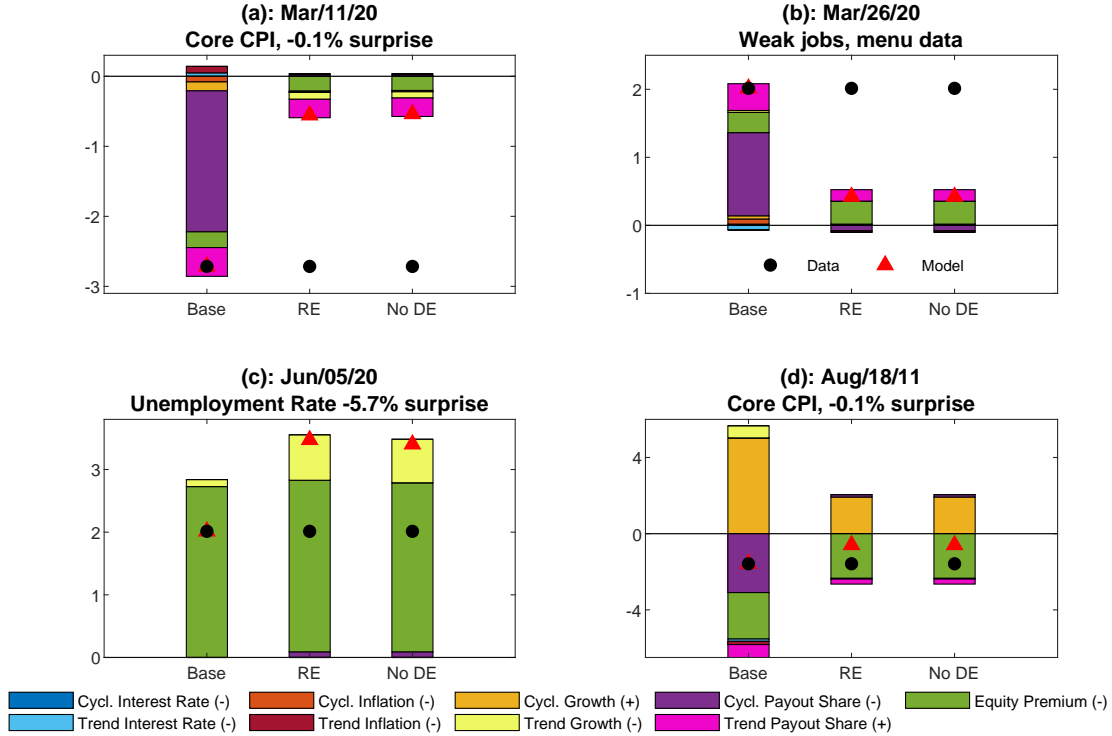 (a): Mar/11/20
Core CPI, -0.1% surprise
0
-1
-2
-3
Base RE No DE
(b): Mar/26/20
Weak jobs, menu data
2
1
0
-1
Data Model
Base RE No DE
(c): Jun/05/20
Unemployment Rate -5.7% surprise
3
2
1
0
Base RE No DE
(d): Aug/18/11
Core CPI, -0.1% surprise
4
0
-4
Base RE No DE
Cycl. Interest Rate (-) Cycl. Inflation (-) Cycl. Growth (+) Cycl. Payout Share (-) Equity Premium (-)
Trend Interest Rate (-) Trend Inflation (-) Trend Growth (-) Trend Payout Share (+)